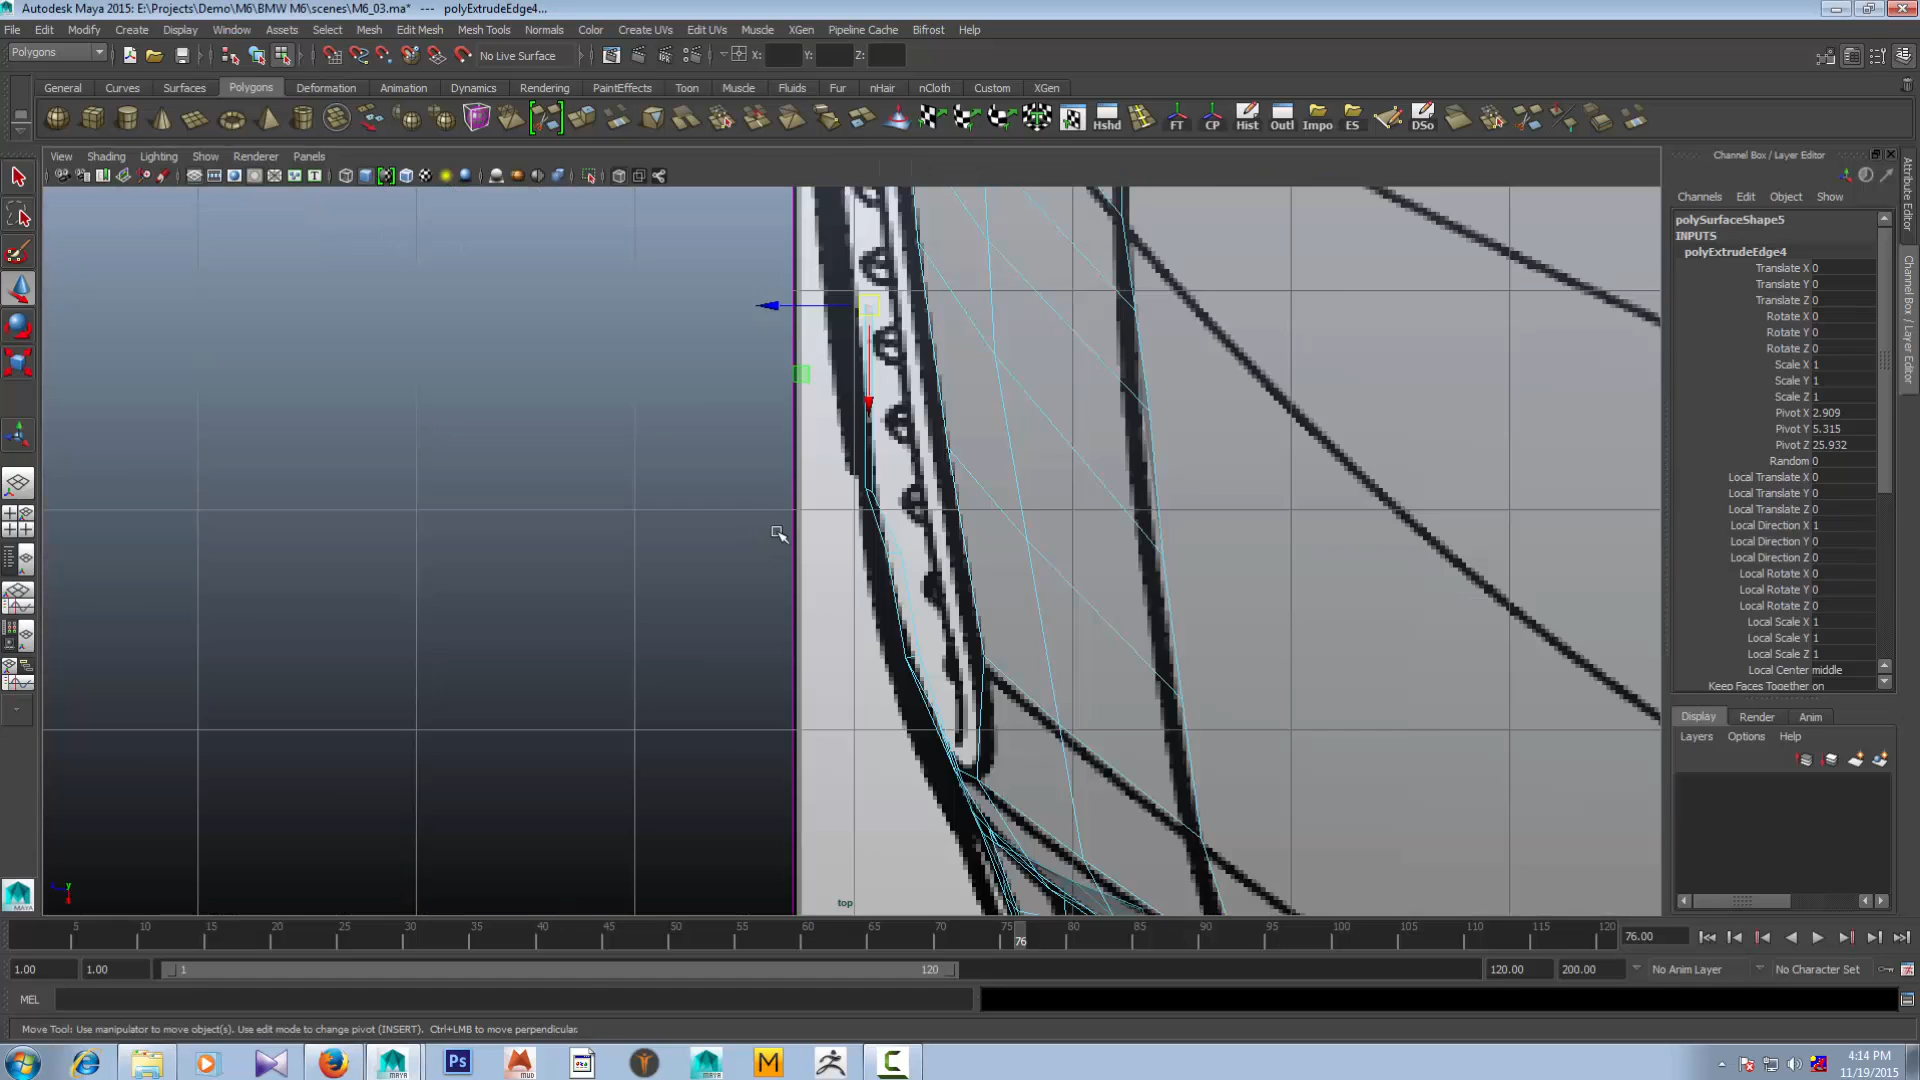 Autodesk Maya 2015: E:\Projects\Demo\M6\BMW M6\scenes\M6_03.ma*   ---   polyExtrudeEdge4...
File Edit Modify Create Display Window Assets Select Mesh Edit Mesh Mesh Tools Normals Color Create UVs Edit UVs Muscle XGen Pipeline Cache Bifrost Help
Polygons No Live Surface X: Y: Z:
General Curves Surfaces Polygons Deformation Animation Dynamics Rendering PaintEffects Toon Muscle Fluids Fur nHair nCloth Custom XGen
Hshd FT CP Hist Outl Impo ES DSo
View Shading Lighting Show Renderer Panels
Channel Box / Layer Editor
Channels Edit Object Show
polySurfaceShape5
INPUTS
polyExtrudeEdge4
Translate X 0
Translate Y 0
Translate Z 0
Rotate X 0
Rotate Y 0
Rotate Z 0
Scale X 1
Scale Y 1
Scale Z 1
Pivot X 2.909
Pivot Y 5.315
Pivot Z 25.932
Random 0
Local Translate X 0
Local Translate Y 0
Local Translate Z 0
Local Direction X 1
Local Direction Y 0
Local Direction Z 0
Local Rotate X 0
Local Rotate Y 0
Local Rotate Z 0
Local Scale X 1
Local Scale Y 1
Local Scale Z 1
Local Center middle
Keep Faces Together on
Attribute Editor
Channel Box / Layer Editor
Display Render Anim
Layers Options Help
y
top
5 10 15 20 25 30 35 40 45 50 55 60 65 70 75 80 85 90 95 100 105 110 115 120
76
76.00
1.00 1.00 1 120 120.00 200.00 No Anim Layer No Character Set
MEL
Move Tool: Use manipulator to move object(s). Use edit mode to change pivot (INSERT). Ctrl+LMB to move perpendicular.
4:14 PM
11/19/2015